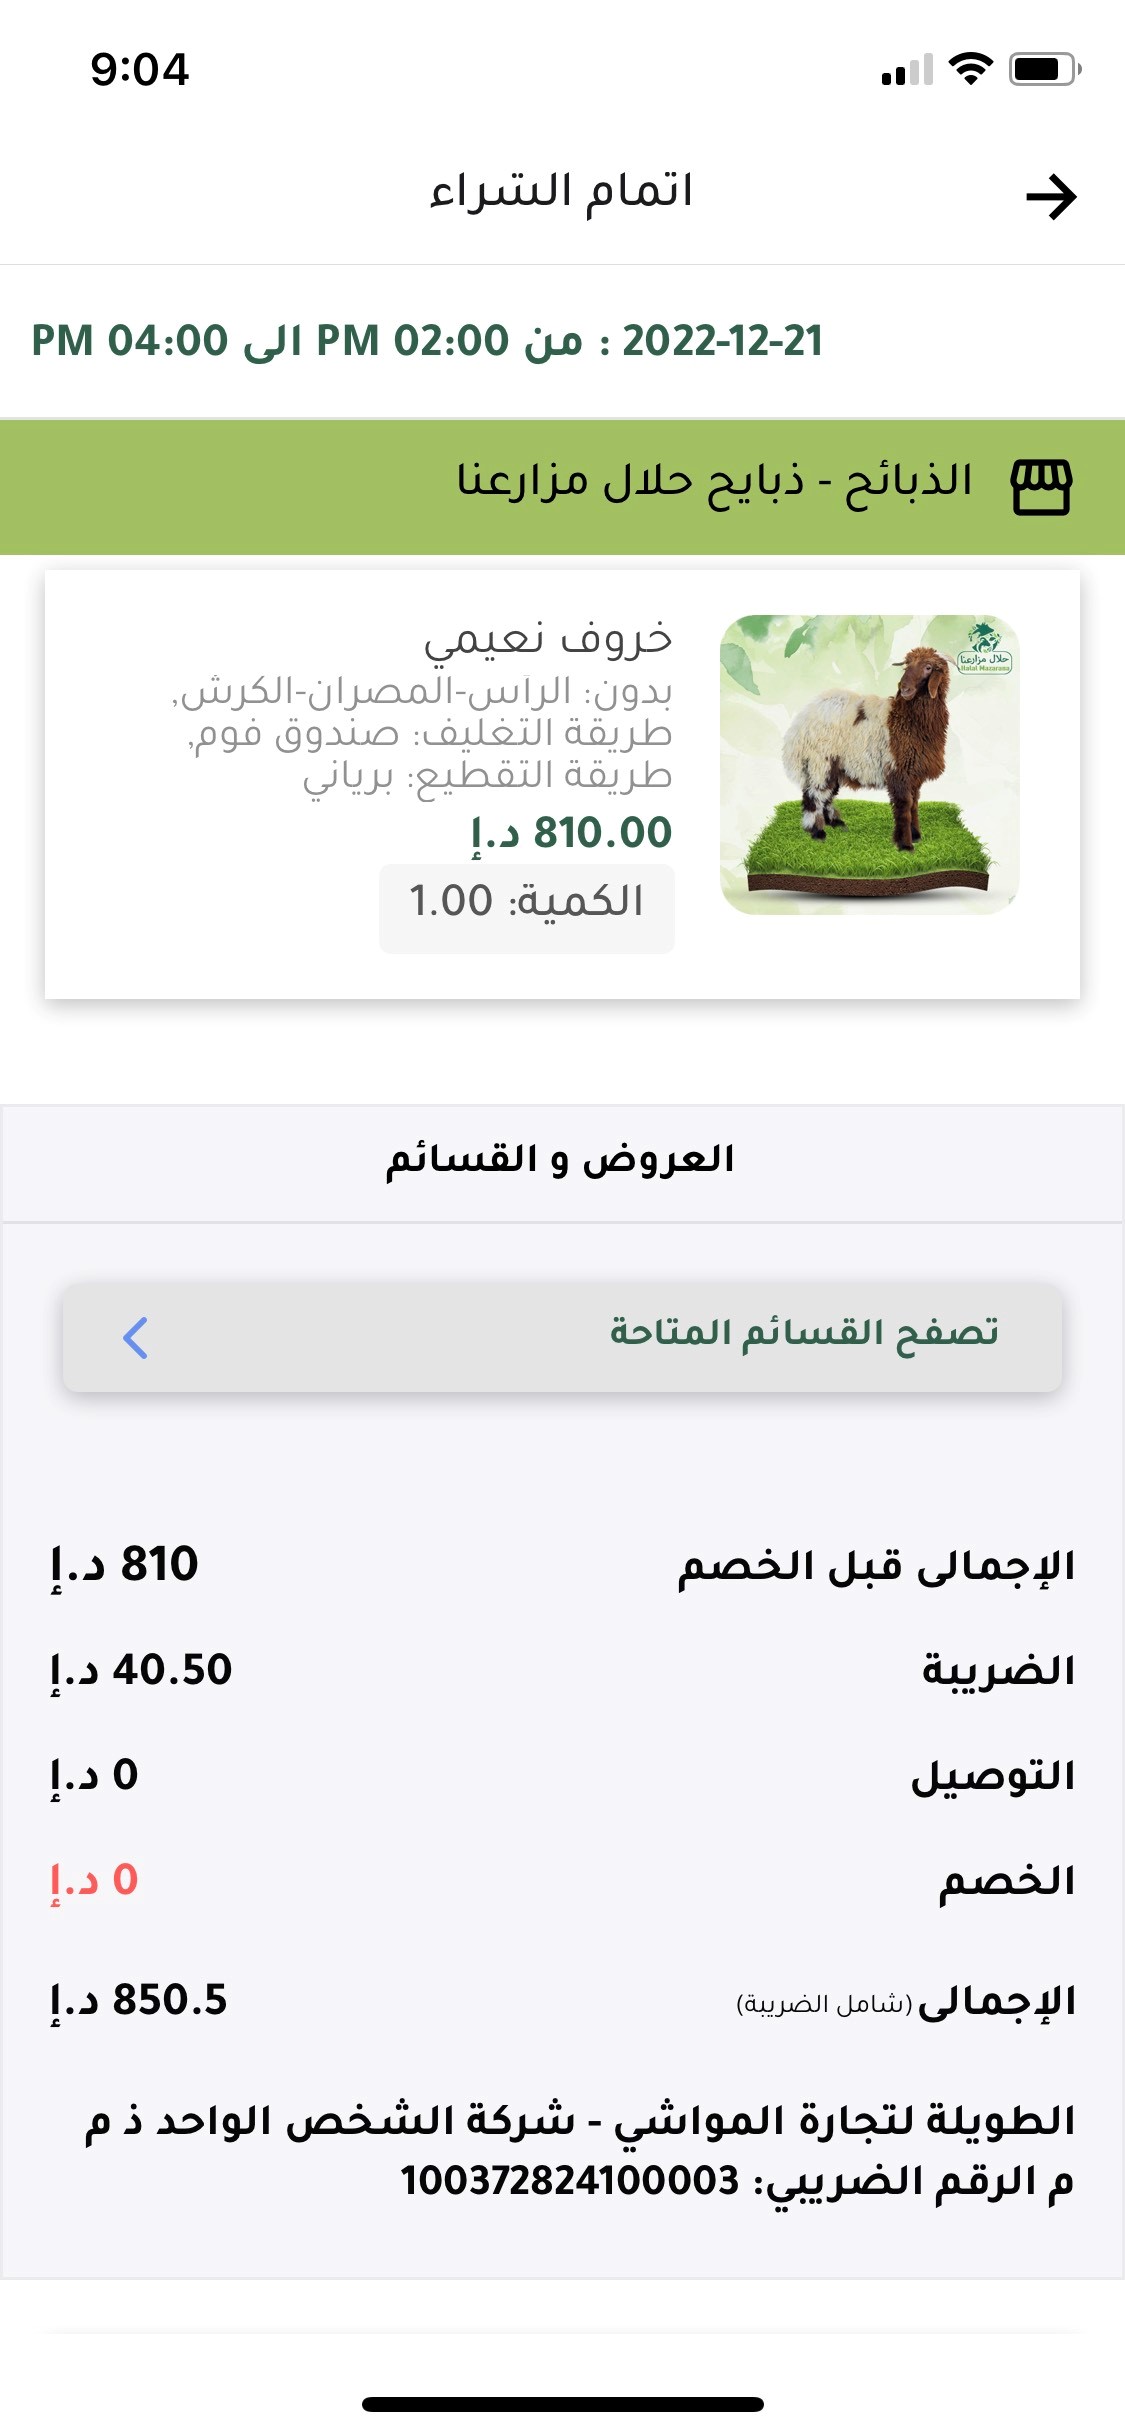 9:04
اتمام الشراء
2022-12-21 : من 02:00 PM الى 04:00 PM
الذبائح - ذبايح حلال مزارعنا
حلال مزارعنا
Halal Mazarana
خروف نعيمي
بدون: الرأس-المصران-الكرش,
طريقة التغليف: صندوق فوم,
طريقة التقطيع: برياني
810.00 د.إ
الكمية: 1.00
العروض و القسائم
تصفح القسائم المتاحة
الإجمالى قبل الخصم 810 د.إ
الضريبة 40.50 د.إ
التوصيل 0 د.إ
الخصم 0 د.إ
الإجمالى (شامل الضريبة) 850.5 د.إ
الطويلة لتجارة المواشي - شركة الشخص الواحد ذ م
م الرقم الضريبي: 100372824100003